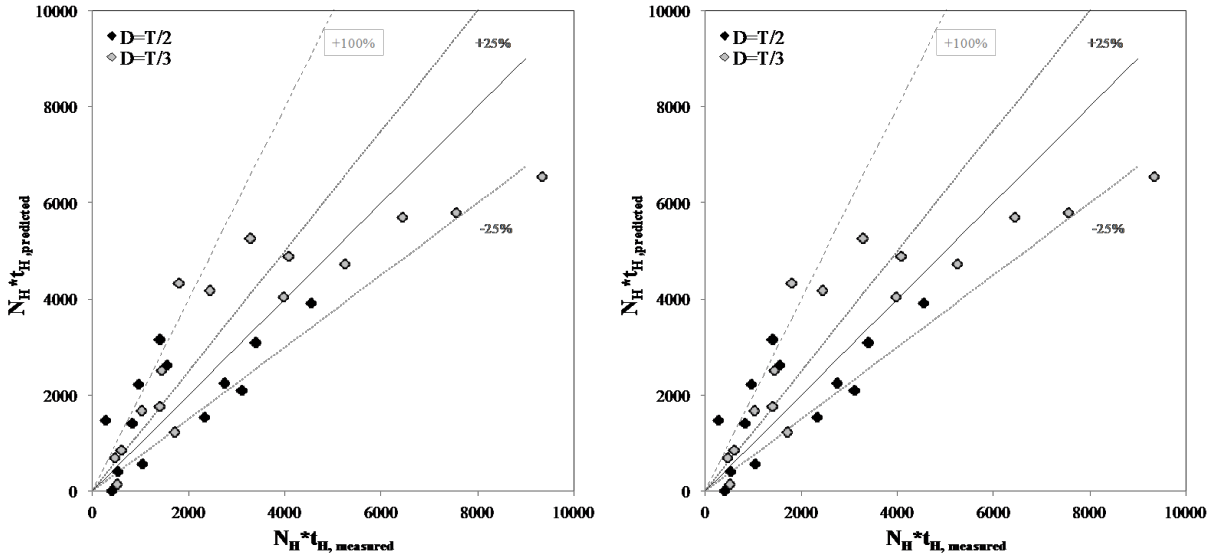 10000
8000
6000
4000
2000
0
N_H*t_H,predicted
D=T/2
D=T/3
+100%
+25%
-25%
0 2000 4000 6000 8000 10000
N_H*t_H, measured
10000
8000
6000
4000
2000
0
N_H*t_H,predicted
D=T/2
D=T/3
+100%
+25%
-25%
0 2000 4000 6000 8000 10000
N_H*t_H, measured